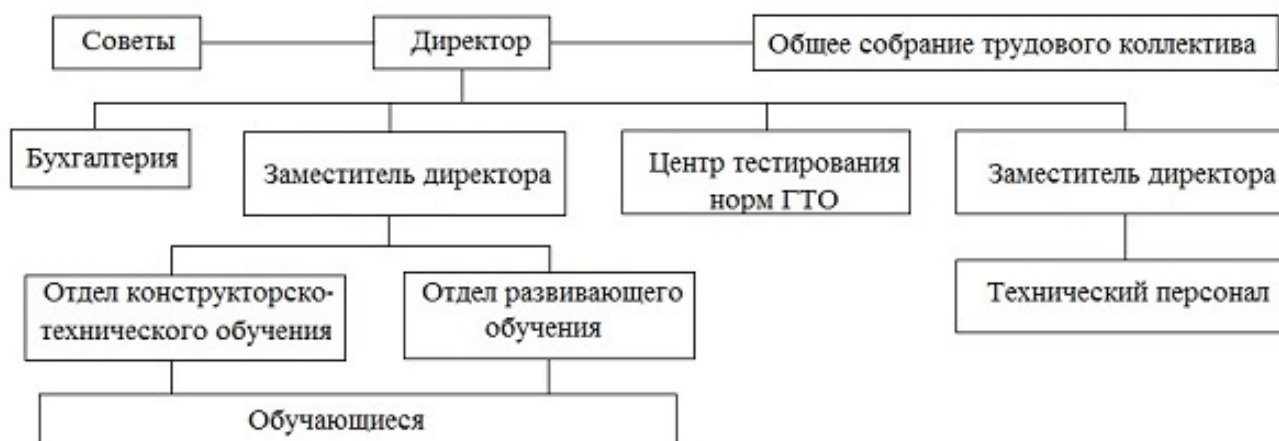 Советы
Директор
Общее собрание трудового коллектива
Бухгалтерия
Заместитель директора
Центр тестирования
норм ГТО
Заместитель директора
Отдел конструкторско-
технического обучения
Отдел развивающего
обучения
Технический персонал
Обучающиеся